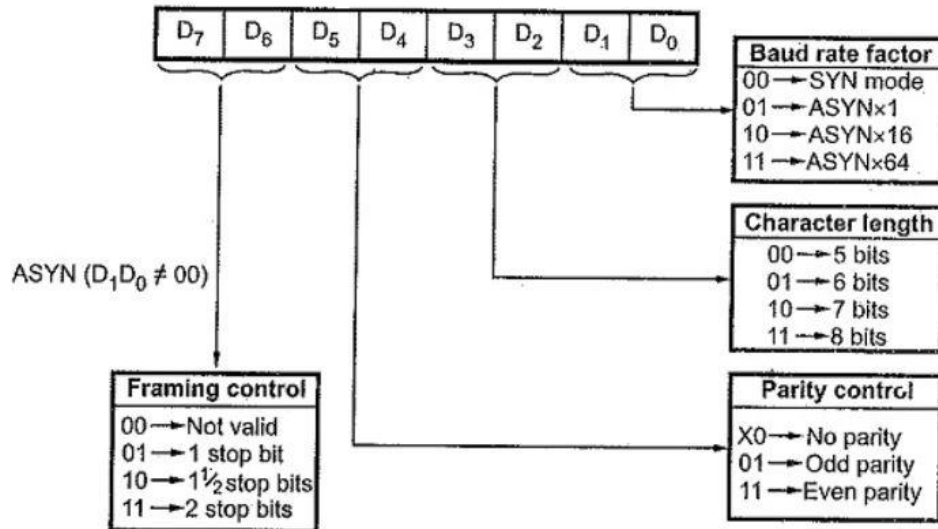 D₇ D₆ D₅ D₄ D₃ D₂ D₁ D₀
Baud rate factor
00→SYN mode
01→ASYN×1
10→ASYN×16
11→ASYN×64
Character length
00→5 bits
01→6 bits
10→7 bits
11→8 bits
ASYN (D₁D₀ ≠ 00)
Framing control
00→Not valid
01→1 stop bit
10→1½ stop bits
11→2 stop bits
Parity control
X0→No parity
01→Odd parity
11→Even parity